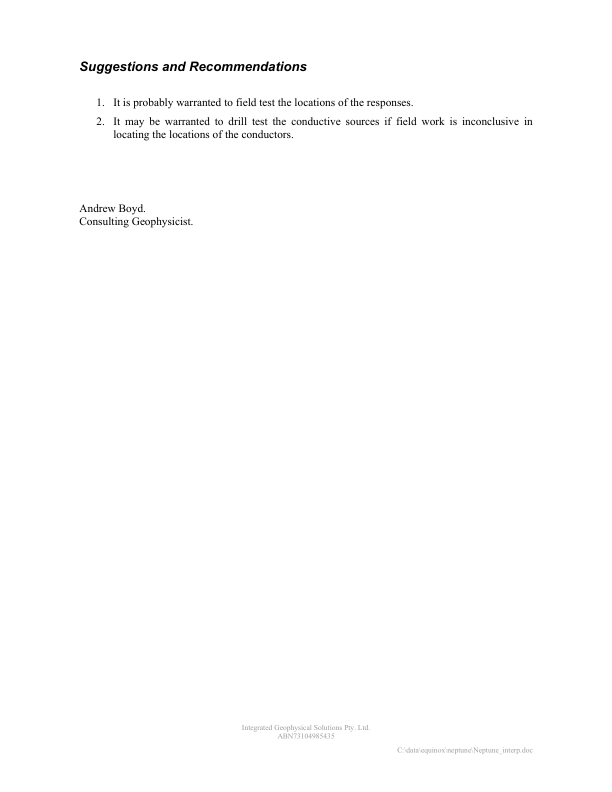 Suggestions and Recommendations
1. It is probably warranted to field test the locations of the responses.
2. It may be warranted to drill test the conductive sources if field work is inconclusive in
locating the locations of the conductors.
Andrew Boyd.
Consulting Geophysicist.
Integrated Geophysical Solutions Pty. Ltd.
ABN73104985435
C:\data\equinox\neptune\Neptune_interp.doc